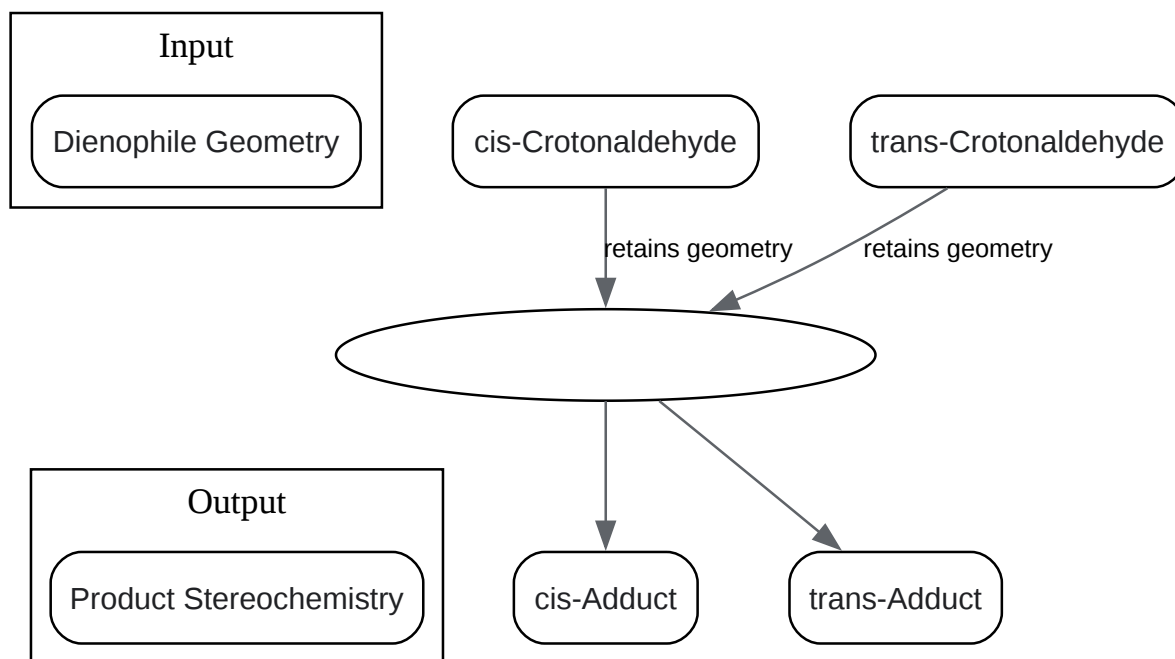 Input
Dienophile Geometry
cis-Crotonaldehyde
trans-Crotonaldehyde
retains geometry
retains geometry
Output
Product Stereochemistry
cis-Adduct
trans-Adduct